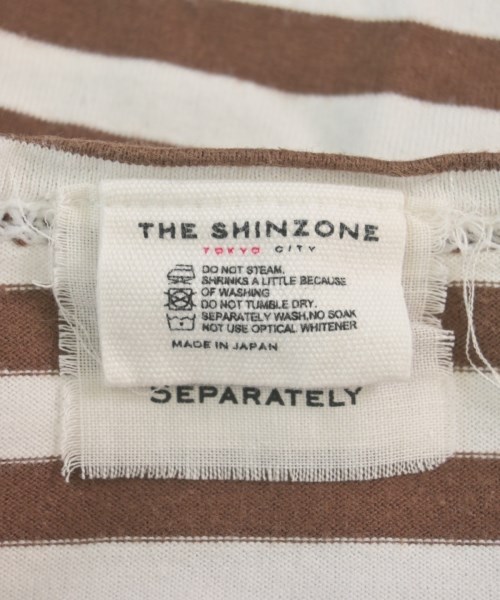 THE SHINZONE
TOKYO CITY
DO NOT STEAM.
SHRINKS A LITTLE BECAUSE
OF WASHING
DO NOT TUMBLE DRY.
SEPARATELY WASH, NO SOAK
NOT USE OPTICAL WHITENER
MADE IN JAPAN
SEPARATELY